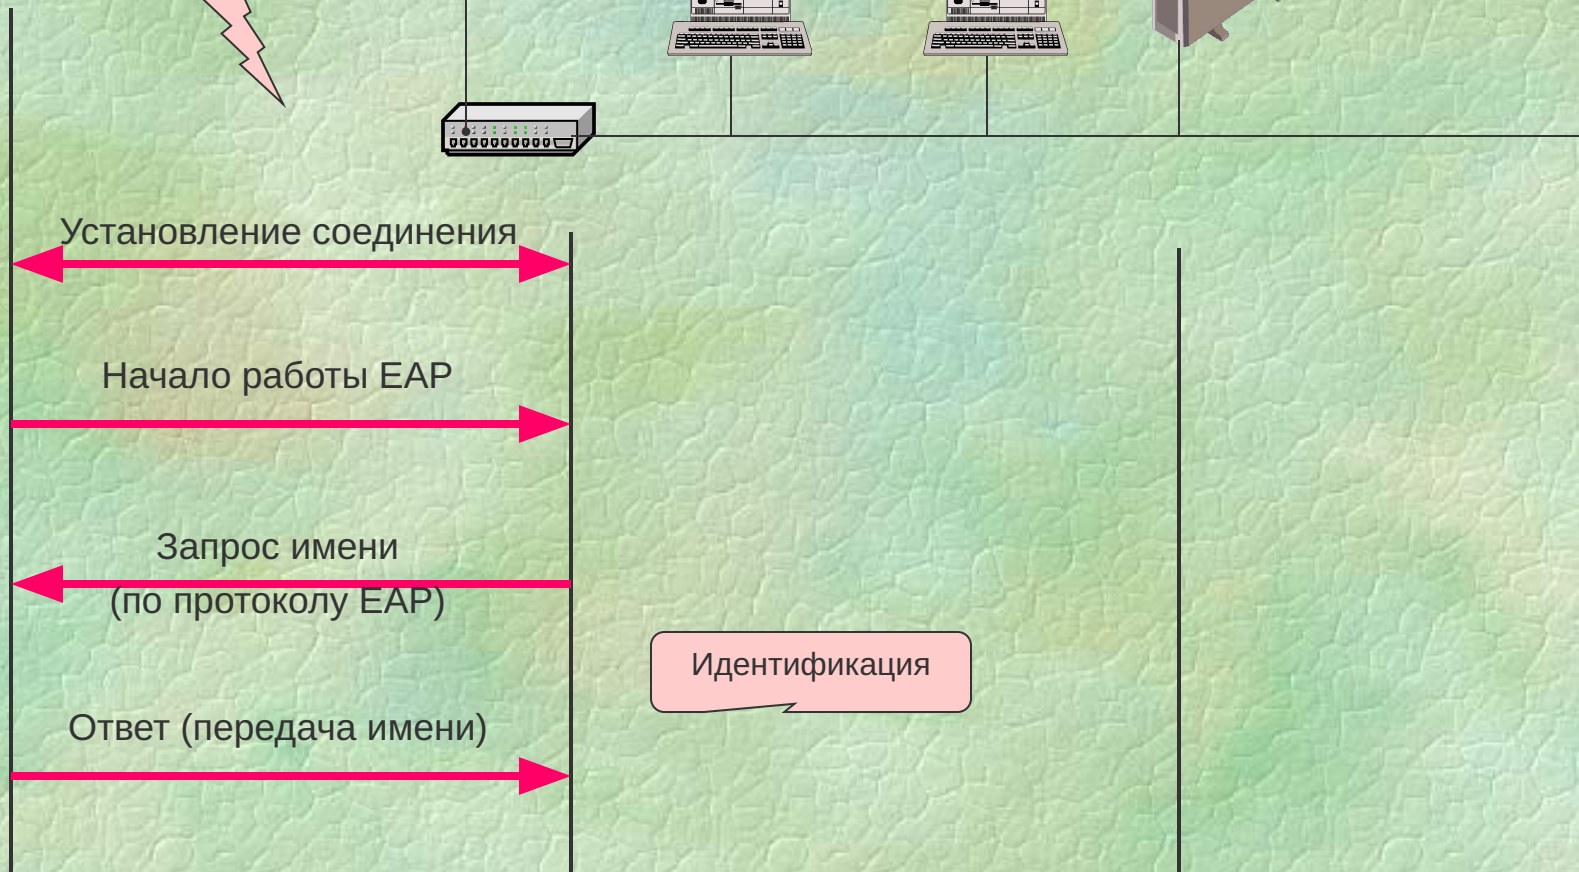 Установление соединения
Начало работы EAP
Запрос имени
(по протоколу EAP)
Идентификация
Ответ (передача имени)